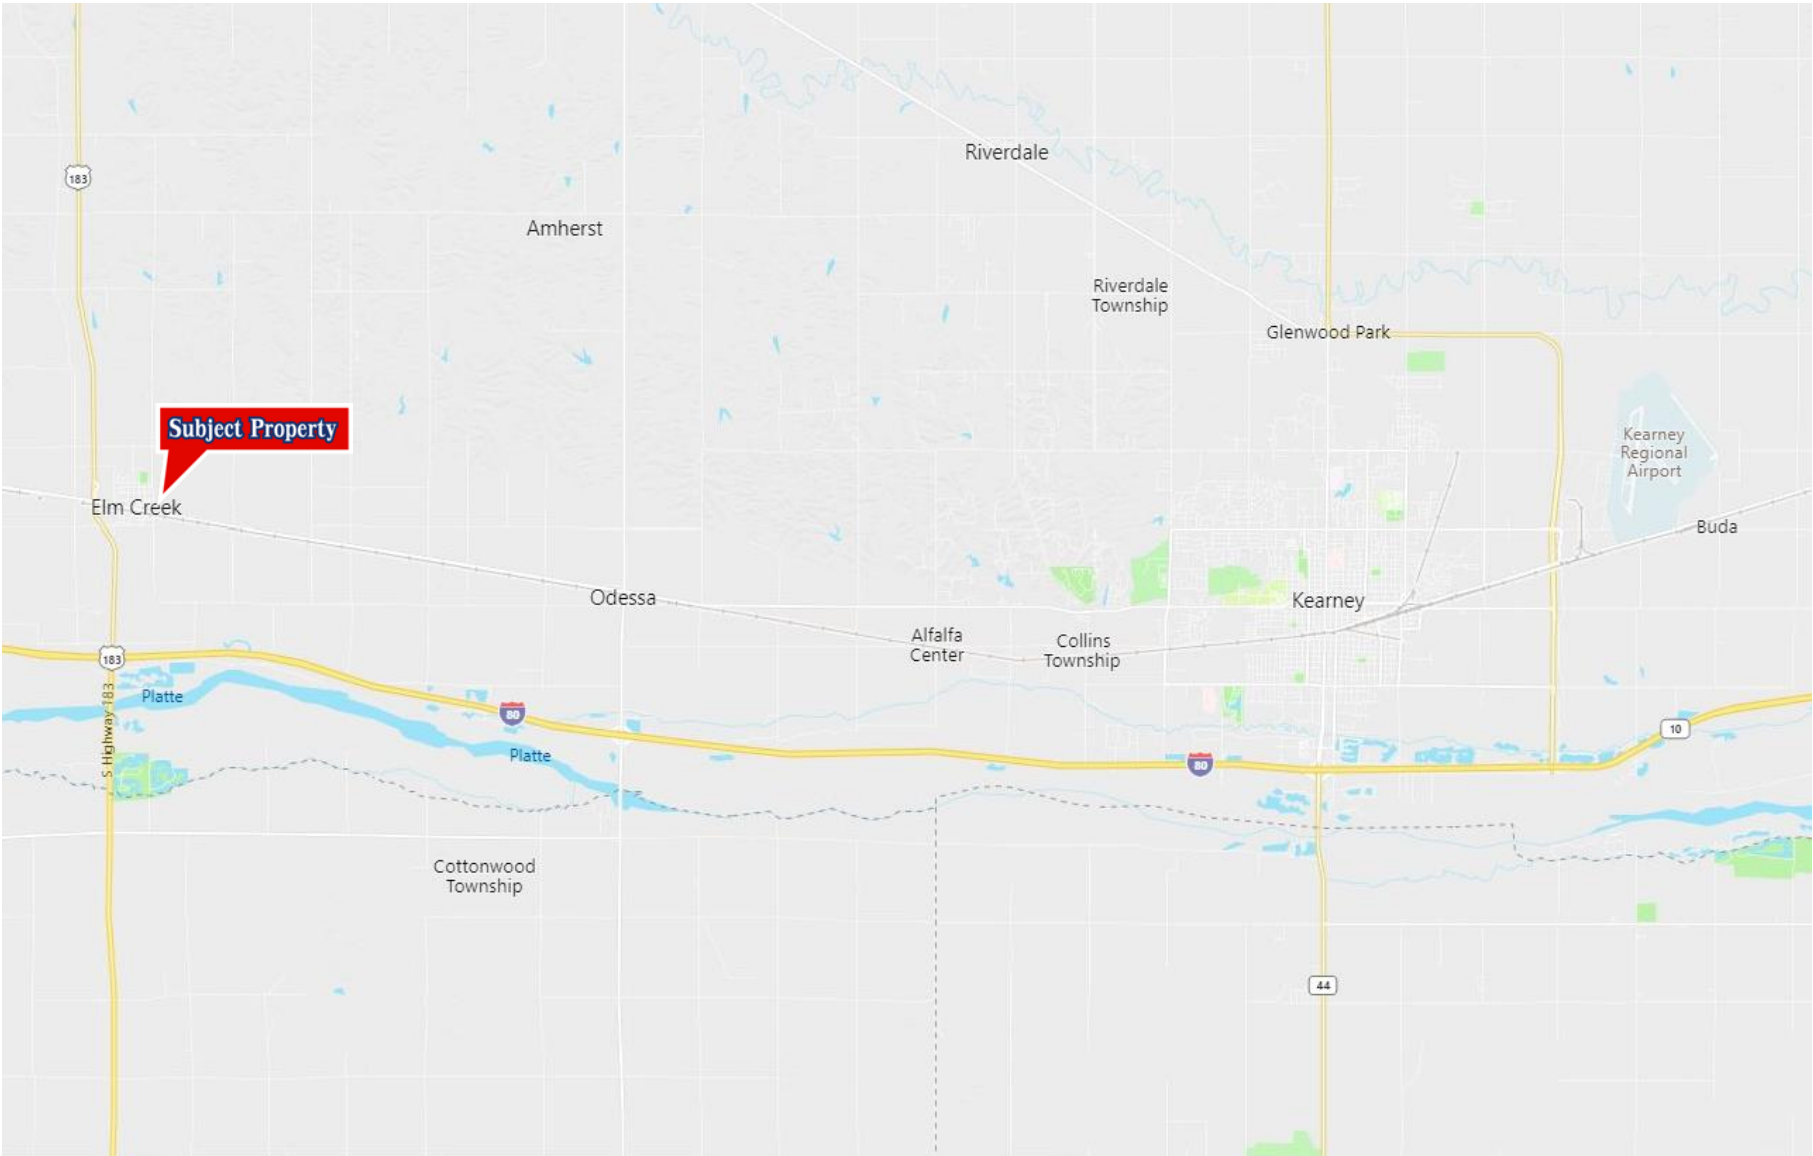 Riverdale
183
Amherst
Riverdale
Township
Glenwood Park
Subject Property
Kearney
Regional
Airport
Elm Creek
Buda
Odessa
Kearney
Alfalfa
Center
Collins
Township
183
Platte
S Highway 183
80
10
Platte
80
Cottonwood
Township
44